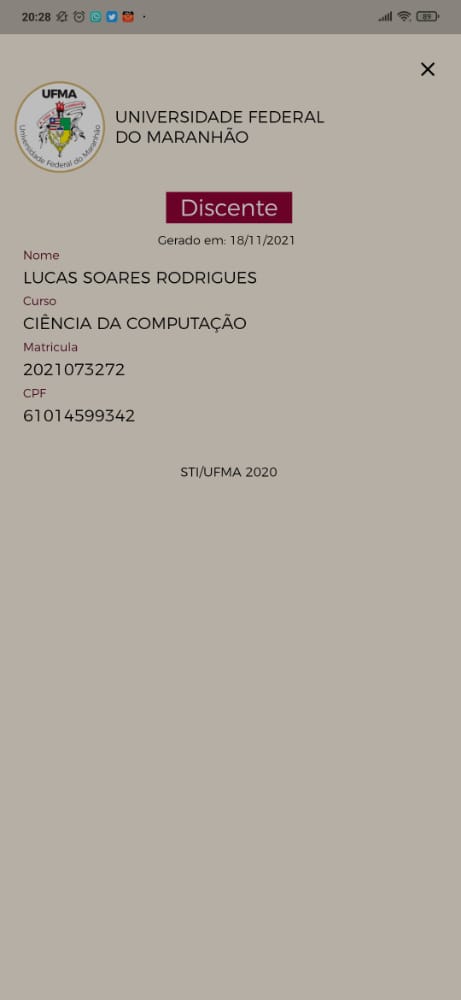 20:28
89
UFMA
Universidade Federal do Maranhão
UNIVERSIDADE FEDERAL
DO MARANHÃO
Discente
Gerado em: 18/11/2021
Nome
LUCAS SOARES RODRIGUES
Curso
CIÊNCIA DA COMPUTAÇÃO
Matricula
2021073272
CPF
61014599342
STI/UFMA 2020